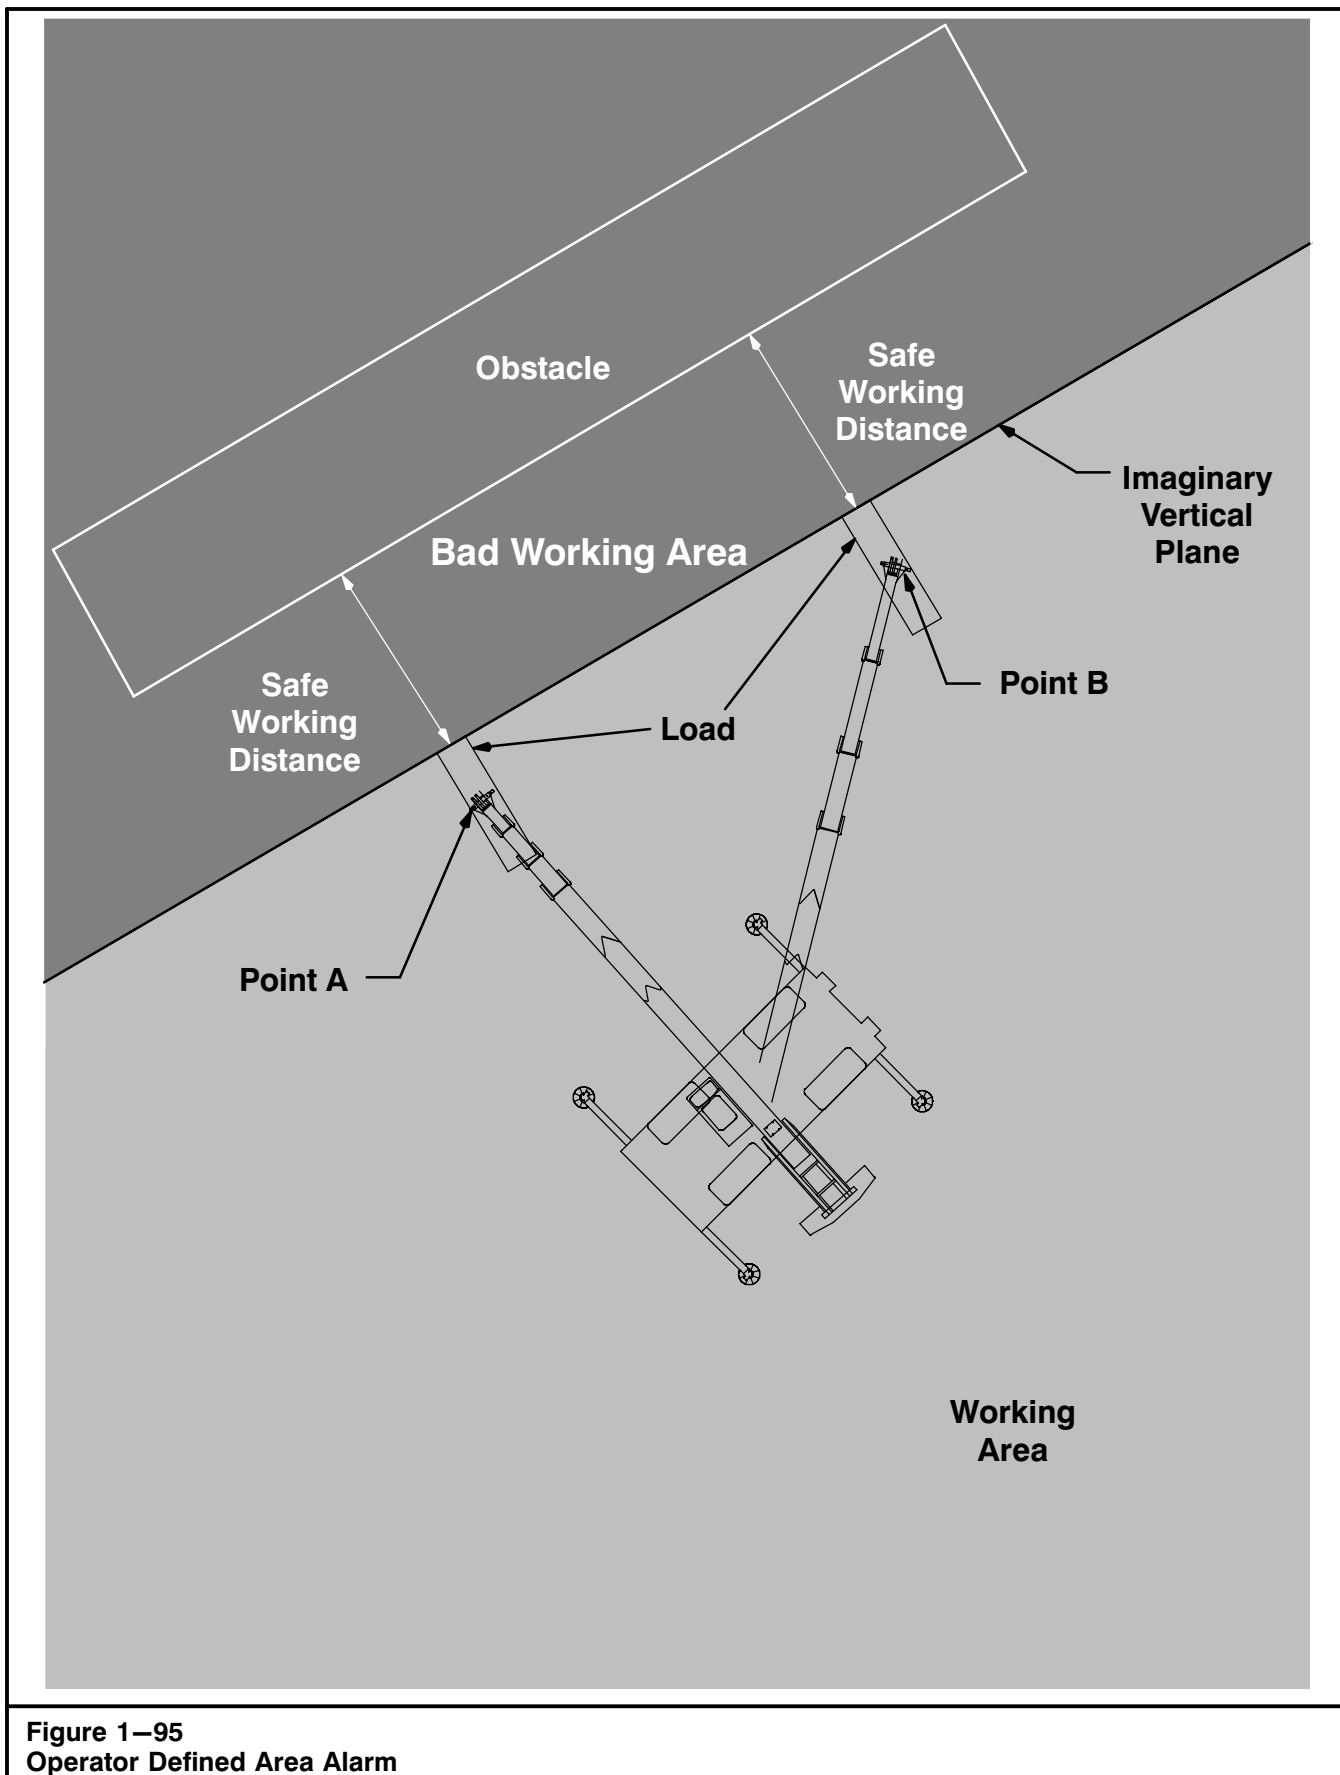 Obstacle
Safe
Working
Distance
Imaginary
Vertical
Plane
Bad Working Area
Safe
Working
Distance
Point B
Load
Point A
Working
Area
Figure 1—95
Operator Defined Area Alarm